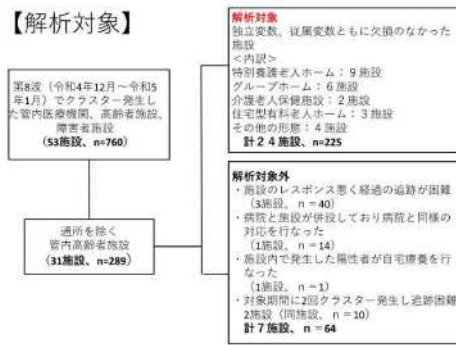 【解析対象】
第8波(令和4年12月~令和5
年1月)でクラスター発生し
た管内医療機関、高齢者施設、
障害者施設
(53施設、n=760)
通所を除く
管内高齢者施設
(31施設、n=289)
解析対象
独立変数、従属変数ともに欠損のなかった
施設
<内訳>
特別養護老人ホーム:9施設
グループホーム:6施設
介護老人保健施設:2施設
住宅型有料老人ホーム:3施設
その他の形態:4施設
計24施設、n=225
解析対象外
・施設のレスポンス悪く経過の追跡が困難
(3施設、n=40)
・病院と施設が併設しており病院と同様の
対応を行なった
(1施設、n=14)
・施設内で発生した陽性者が自宅療養を行
なった
(1施設、n=1)
・対象期間に2回クラスター発生し追跡困難
2施設(同施設、n=10)
計7施設、n=64